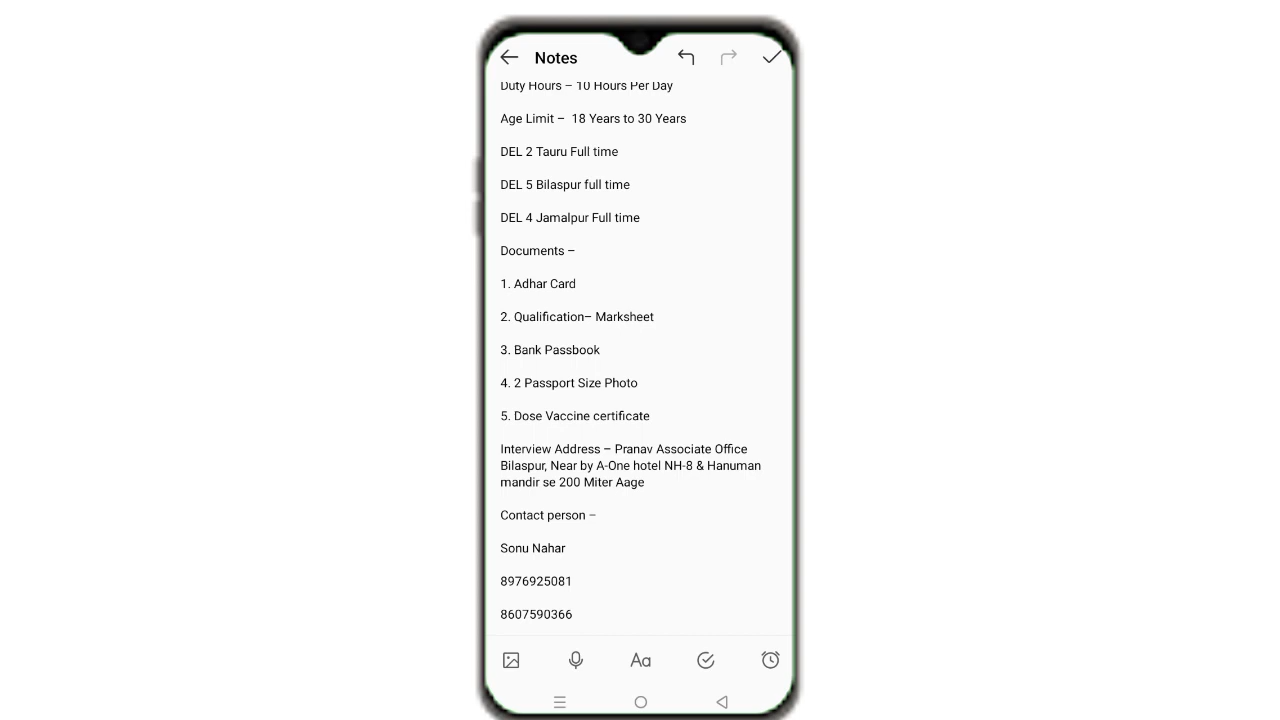 Notes
Duty Hours – 10 Hours Per Day
Age Limit – 18 Years to 30 Years
DEL 2 Tauru Full time
DEL 5 Bilaspur full time
DEL 4 Jamalpur Full time
Documents –
1. Adhar Card
2. Qualification– Marksheet
3. Bank Passbook
4. 2 Passport Size Photo
5. Dose Vaccine certificate
Interview Address – Pranav Associate Office
Bilaspur, Near by A-One hotel NH-8 & Hanuman
mandir se 200 Miter Aage
Contact person –
Sonu Nahar
8976925081
8607590366
Aa